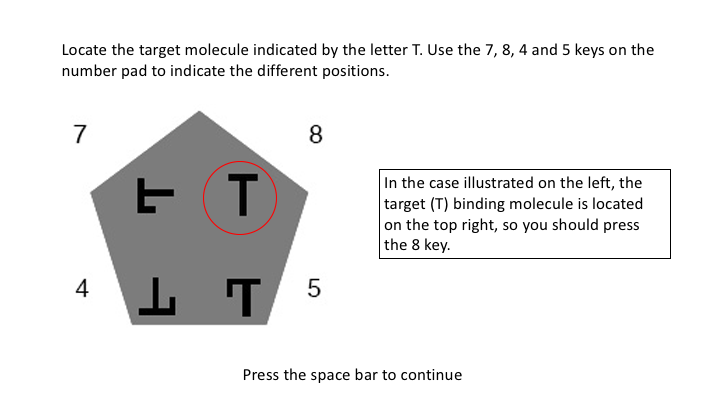 Locate the target molecule indicated by the letter T. Use the 7, 8, 4 and 5 keys on the
number pad to indicate the different positions.
7
8
T
In the case illustrated on the left, the
target (T) binding molecule is located
on the top right, so you should press
the 8 key.
4
5
Press the space bar to continue